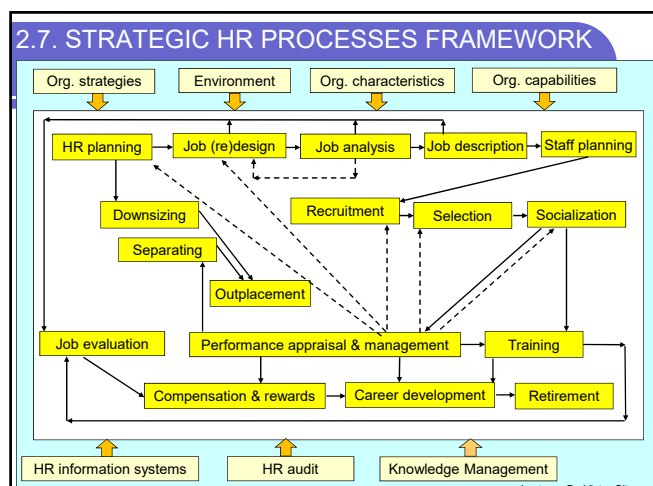 2.7. STRATEGIC HR PROCESSES FRAMEWORK
Org. strategies
Environment
Org. characteristics
Org. capabilities
HR planning
Job (re)design
Job analysis
Job description
Staff planning
Downsizing
Recruitment
Selection
Socialization
Separating
Outplacement
Job evaluation
Performance appraisal & management
Training
Compensation & rewards
Career development
Retirement
HR information systems
HR audit
Knowledge Management